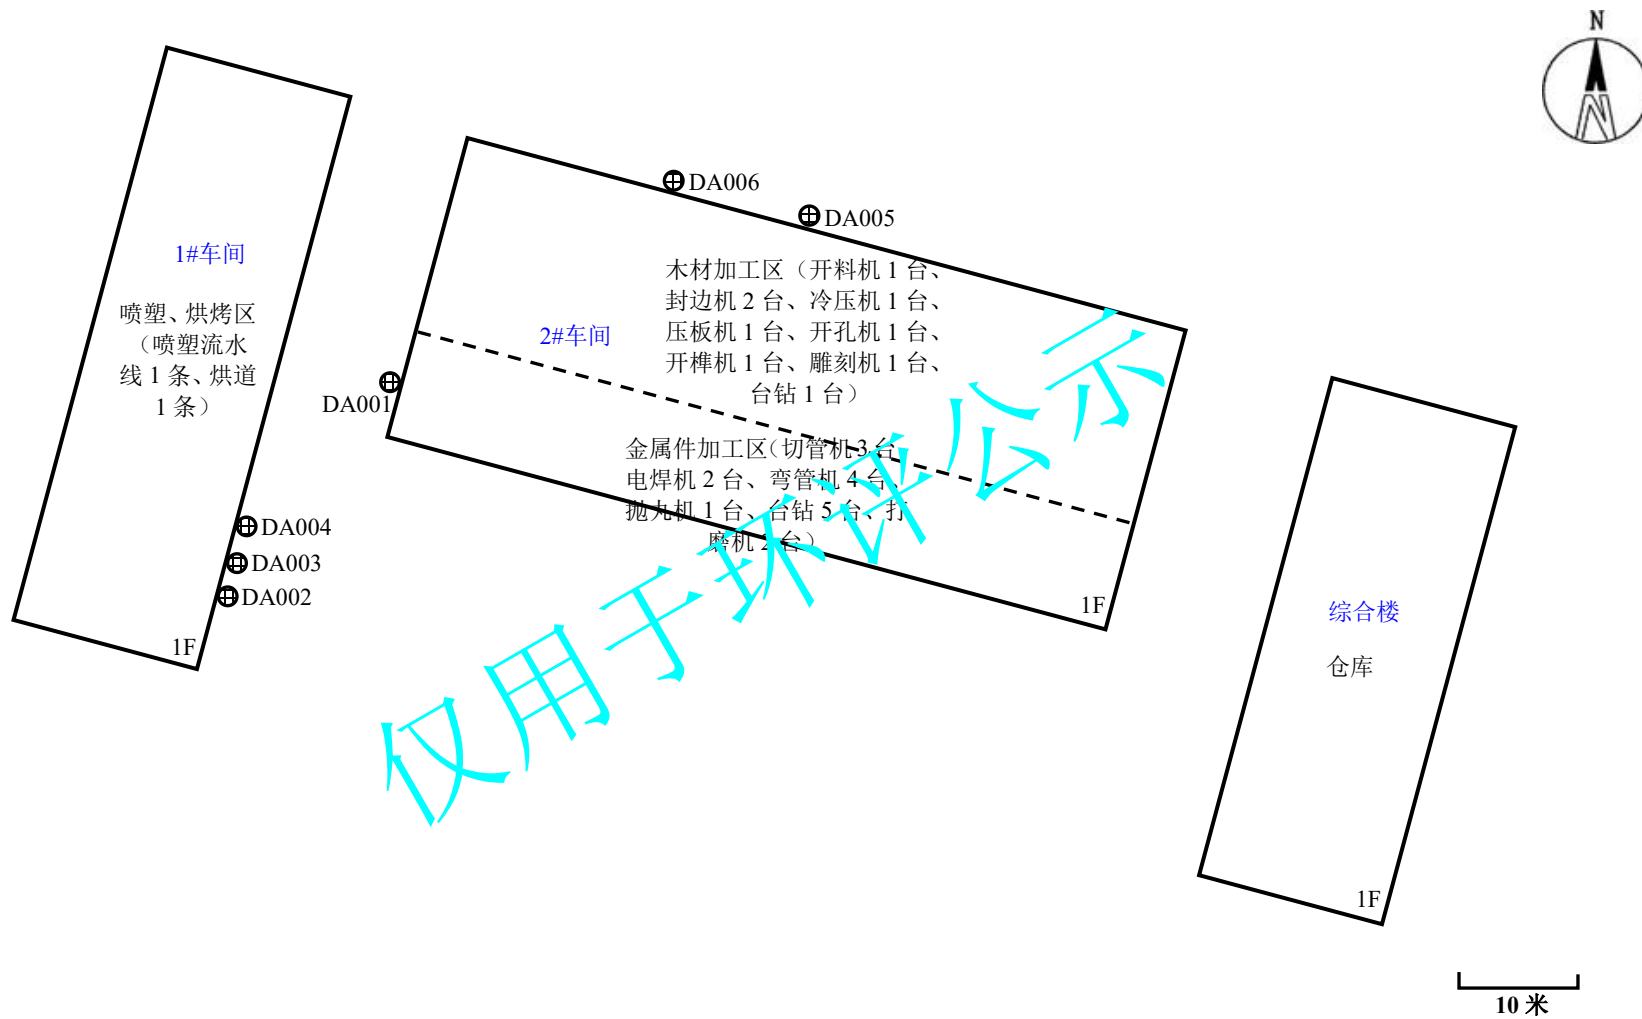 N
DA006
DA005
1#车间
喷塑、烘烤区
（喷塑流水
线 1 条、烘道
1 条）
木材加工区（开料机 1 台、
封边机 2 台、冷压机 1 台、
压板机 1 台、开孔机 1 台、
开榫机 1 台、雕刻机 1 台、
台钻 1 台）
2#车间
DA001
金属件加工区（切管机 3 台
电焊机 2 台、弯管机 4 台、
抛丸机 1 台、台钻 5 台、打
磨机 2 台）
DA004
DA003
DA002
1F
1F
综合楼
仓库
1F
仅用于环评公示
10 米